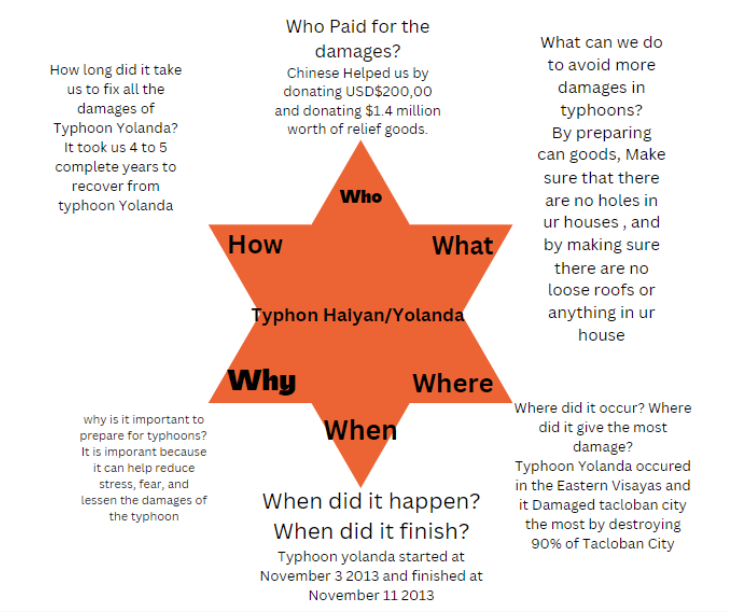 Who Paid for the
damages?
Chinese Helped us by
donating USD$200,00
and donating $1.4 million
worth of relief goods.
How long did it take
us to fix all the
damages of
Typhoon Yolanda?
It took us 4 to 5
complete years to
recover from
typhoon Yolanda
What can we do
to avoid more
damages in
typhoons?
By preparing
can goods, Make
sure that there
are no holes in
ur houses , and
by making sure
there are no
loose roofs or
anything in ur
house
Who
How
What
Typhon Haiyan/Yolanda
Why
Where
When
why is it important to
prepare for typhoons?
It is imporant because
it can help reduce
stress, fear, and
lessen the damages of
the typhoon
Where did it occur? Where
did it give the most
damage?
Typhoon Yolanda occured
in the Eastern Visayas and
it Damaged tacloban city
the most by destroying
90% of Tacloban City
When did it happen?
When did it finish?
Typhoon yolanda started at
November 3 2013 and finished at
November 11 2013